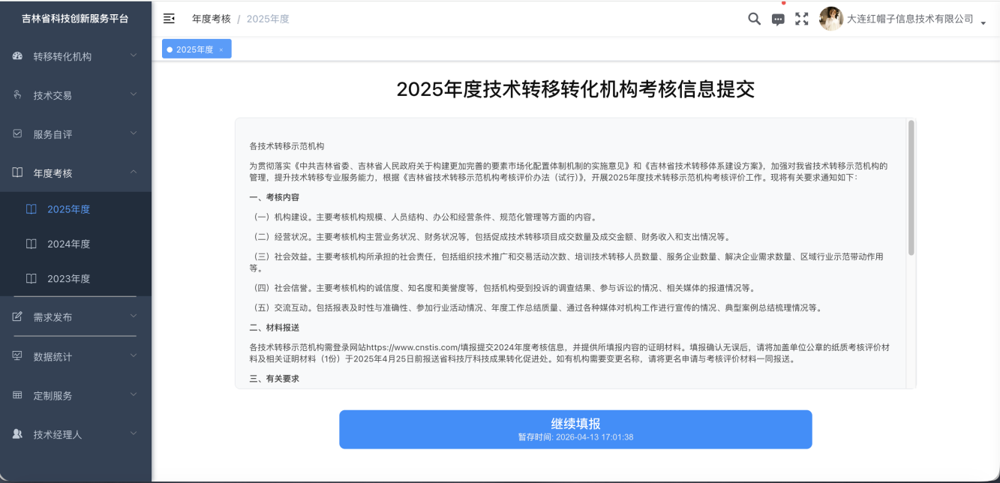 吉林省科技创新服务平台
年度考核 / 2025年度
大连红帽子信息技术有限公司
2025年度 ×
转移转化机构
技术交易
服务自评
年度考核
2025年度
2024年度
2023年度
需求发布
数据统计
定制服务
技术经理人
2025年度技术转移转化机构考核信息提交
各技术转移示范机构
为贯彻落实《中共吉林省委、吉林省人民政府关于构建更加完善的要素市场化配置体制机制的实施意见》和《吉林省技术转移体系建设方案》，加强对我省技术转移示范机构的
管理，提升技术转移专业服务能力，根据《吉林省技术转移示范机构考核评价办法（试行）》，开展2025年度技术转移示范机构考核评价工作。现将有关要求通知如下：
一、考核内容
（一）机构建设。主要考核机构规模、人员结构、办公和经营条件、规范化管理等方面的内容。
（二）经营状况。主要考核机构主营业务状况、财务状况等，包括促成技术转移项目成交数量及成交金额、财务收入和支出情况等。
（三）社会效益。主要考核机构所承担的社会责任，包括组织技术推广和交易活动次数、培训技术转移人员数量、服务企业数量、解决企业需求数量、区域行业示范带动作用
等。
（四）社会信誉。主要考核机构的诚信度、知名度和美誉度等，包括机构受到投诉的调查结果、参与诉讼的情况、相关媒体的报道情况等。
（五）交流互动。包括报表及时性与准确性、参加行业活动情况、年度工作总结质量、通过各种媒体对机构工作进行宣传的情况、典型案例总结梳理情况等。
二、材料报送
各技术转移示范机构需登录网站https://www.cnstis.com/填报提交2024年度考核信息，并提供所填报内容的证明材料。填报确认无误后，请将加盖单位公章的纸质考核评价材
料及相关证明材料（1份）于2025年4月25日前报送省科技厅科技成果转化促进处。如有机构需要变更名称，请将更名申请与考核评价材料一同报送。
三、有关要求
继续填报
暂存时间: 2026-04-13 17:01:38